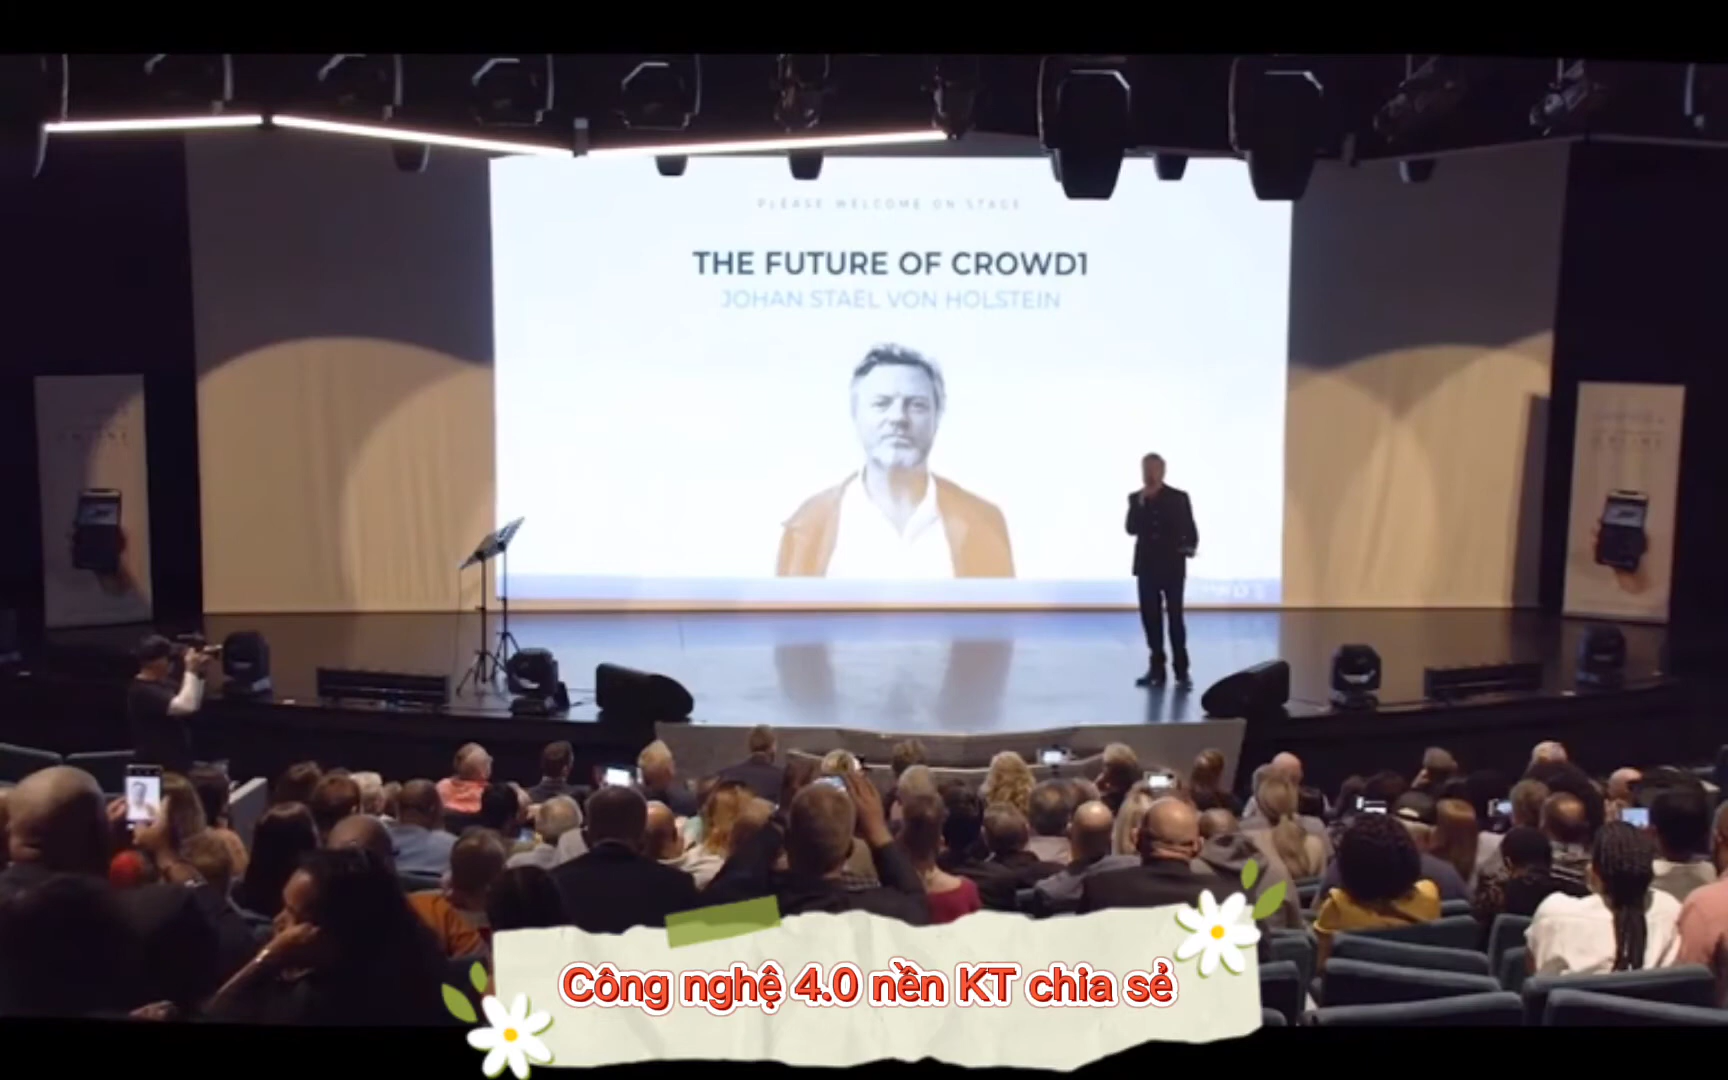 PLEASE WELCOME ON STAGE
THE FUTURE OF CROWD1
JOHAN STAËL VON HOLSTEIN
Công nghệ 4.0 nền KT chia sẻ